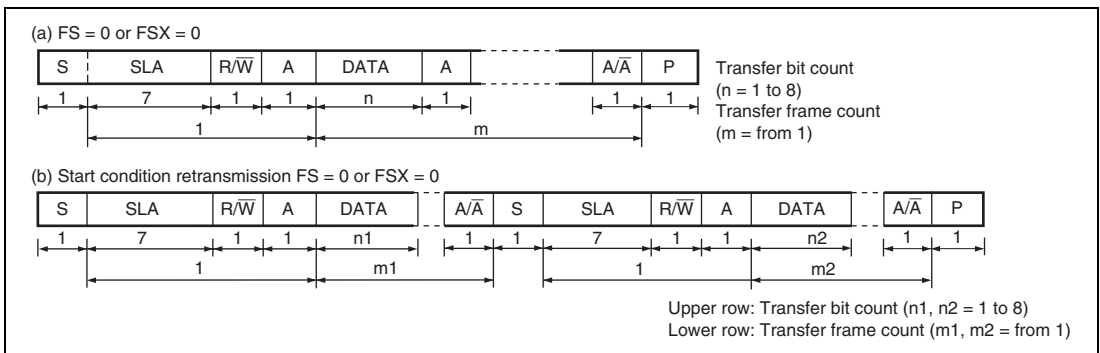 (a) FS = 0 or FSX = 0
S SLA R/W̅ A DATA A A/A̅ P
1 7 1 1 n 1 1 1
1 m
Transfer bit count
(n = 1 to 8)
Transfer frame count
(m = from 1)
(b) Start condition retransmission FS = 0 or FSX = 0
S SLA R/W̅ A DATA A/A̅ S SLA R/W̅ A DATA A/A̅ P
1 7 1 1 n1 1 1 7 1 1 n2 1 1
1 m1 1 m2
Upper row: Transfer bit count (n1, n2 = 1 to 8)
Lower row: Transfer frame count (m1, m2 = from 1)